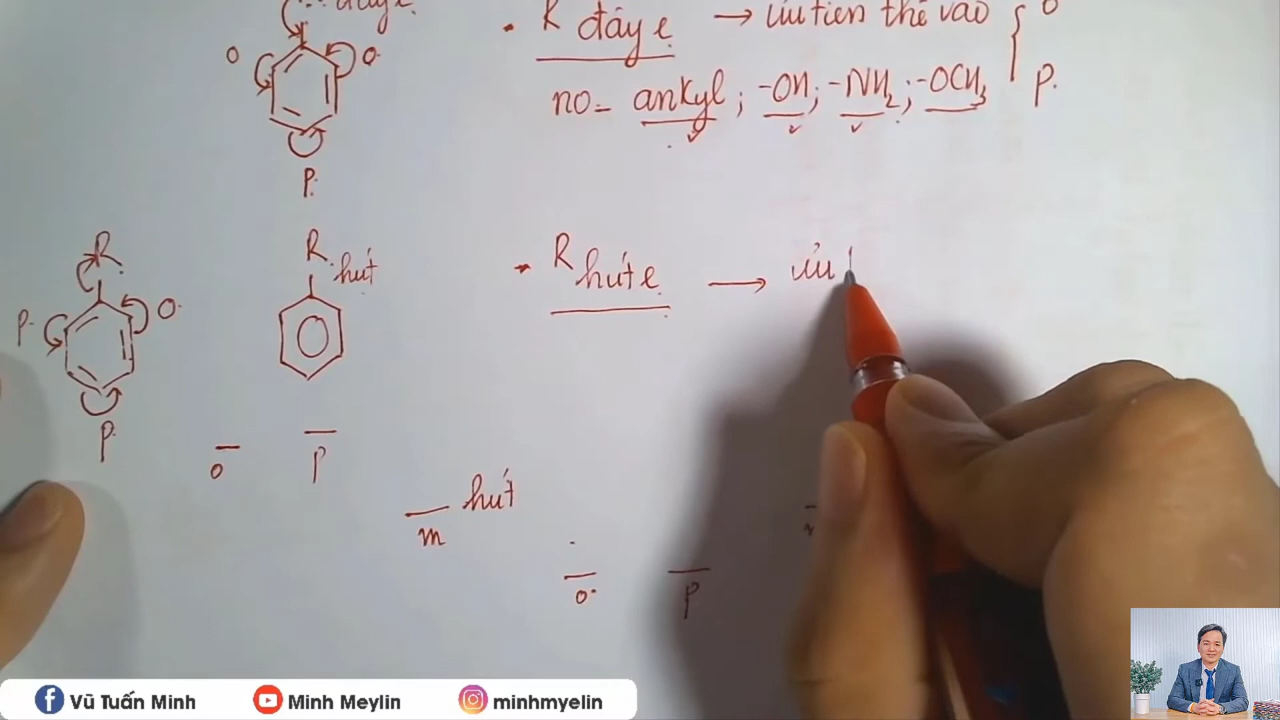 đẩy e
• R đẩy e → ưu tiên thế vào { O
O O
no- ankyl ; -OH ; -NH2 ; -OCH3 P.
P.
R R hút • R hút e → ưu t
P. O.
P.
o p
m hút
o p
Vũ Tuấn Minh Minh Meylin minhmyelin